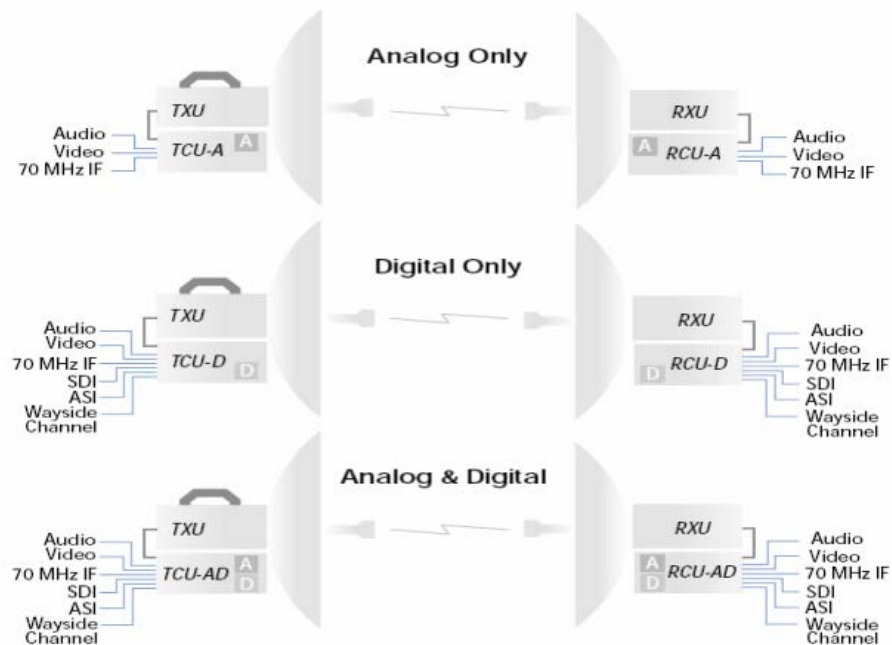 Analog Only
TXU
TCU-A
A
Audio
Video
70 MHz IF
RXU
A
RCU-A
Audio
Video
70 MHz IF
Digital Only
TXU
TCU-D
D
Audio
Video
70 MHz IF
SDI
ASI
Wayside
Channel
RXU
D
RCU-D
Audio
Video
70 MHz IF
SDI
ASI
Wayside
Channel
Analog & Digital
TXU
TCU-AD
A
D
Audio
Video
70 MHz IF
SDI
ASI
Wayside
Channel
RXU
A
D
RCU-AD
Audio
Video
70 MHz IF
SDI
ASI
Wayside
Channel